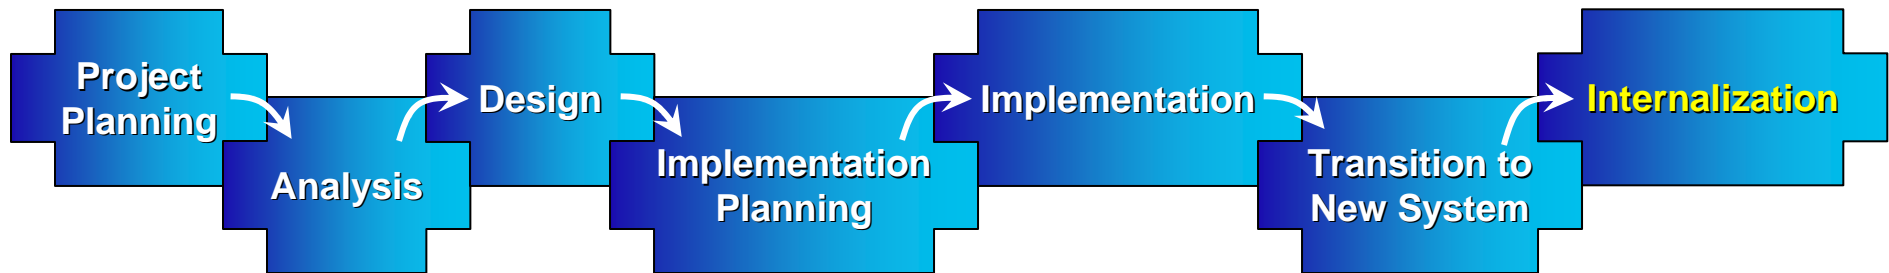 Project
Planning
Analysis
Design
Implementation
Planning
Implementation
Transition to
New System
Internalization